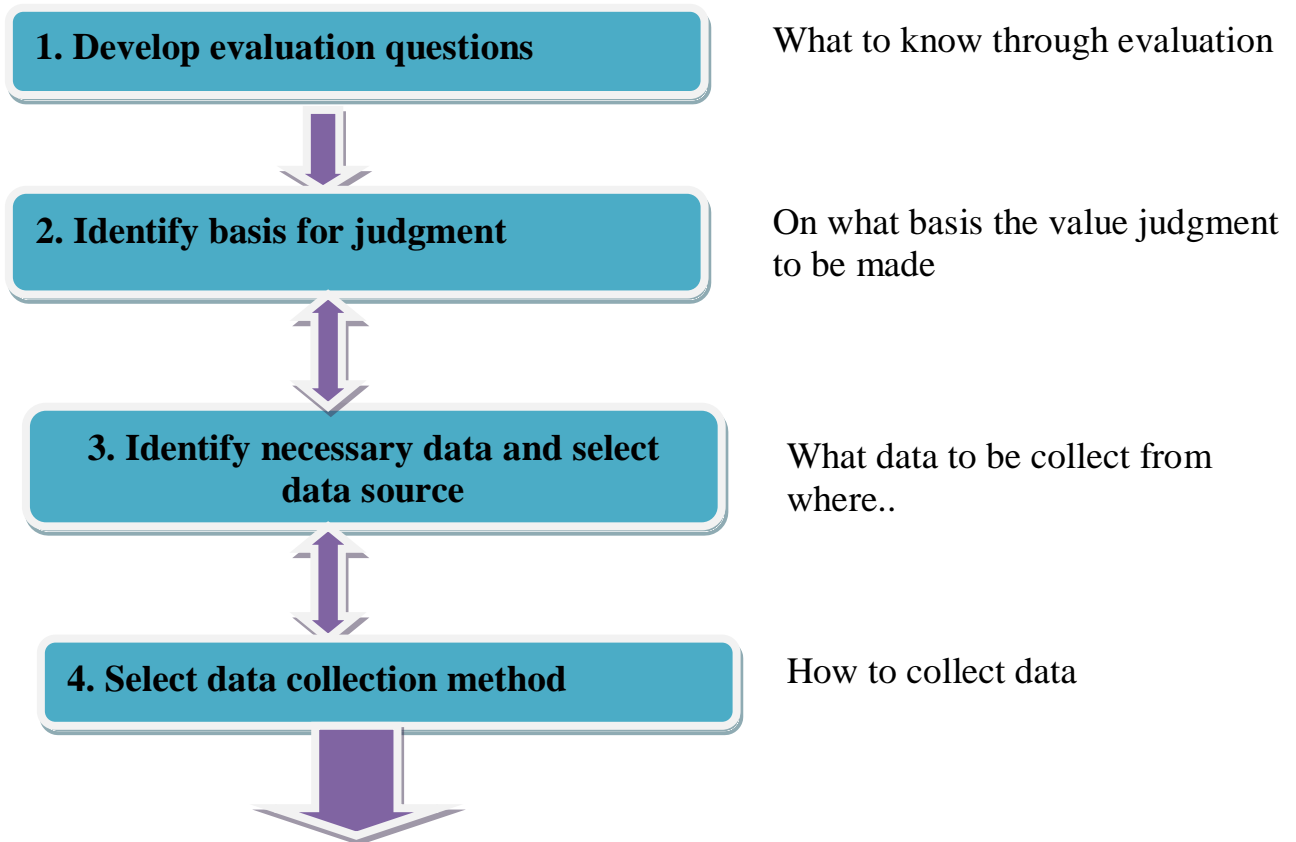 1. Develop evaluation questions
What to know through evaluation
2. Identify basis for judgment
On what basis the value judgment
to be made
3. Identify necessary data and select
data source
What data to be collect from
where..
4. Select data collection method
How to collect data